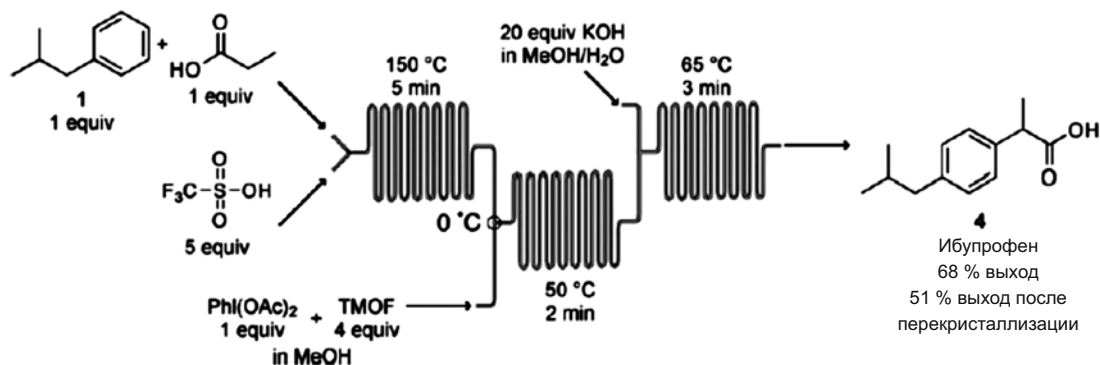 1
1 equiv
+
HO
O
1 equiv
F₃C–S–OH
O
O
5 equiv
150 °C
5 min
0 °C
PhI(OAc)₂ + TMOF
1 equiv 4 equiv
in MeOH
50 °C
2 min
20 equiv KOH
in MeOH/H₂O
65 °C
3 min
OH
O
4
Ибупрофен
68 % выход
51 % выход после
перекристаллизации